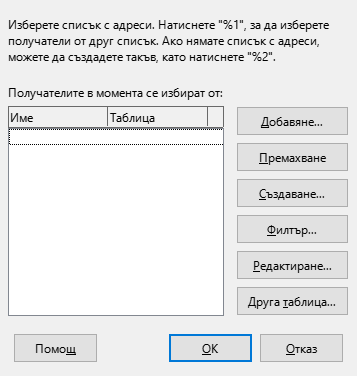 Изберете списък с адреси. Натиснете "%1", за да изберете
получатели от друг списък. Ако нямате списък с адреси,
можете да създадете такъв, като натиснете "%2".
Получателите в момента се избират от:
Име Таблица
Добавяне...
Премахване
Създаване...
Филтър...
Редактиране...
Друга таблица...
Помощ OK Отказ